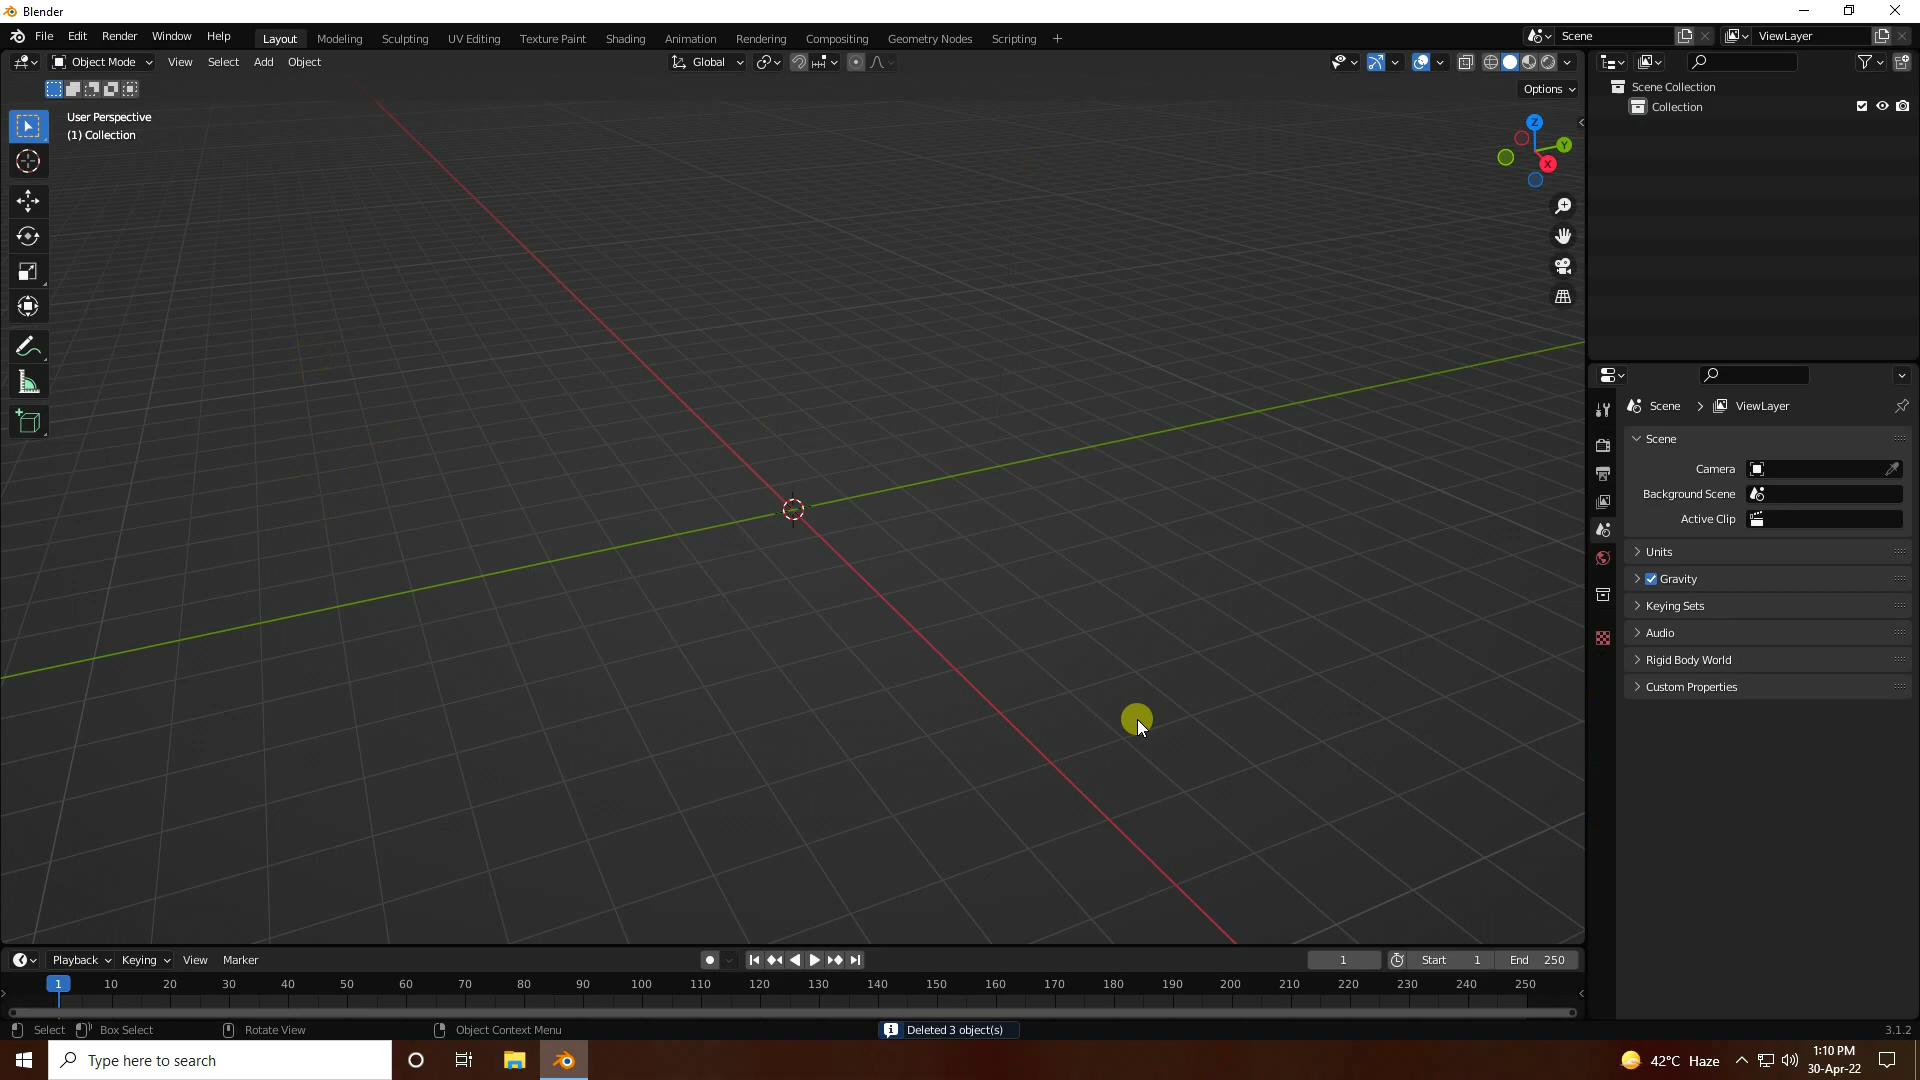 Blender
File Edit Render Window Help Layout Modeling Sculpting UV Editing Texture Paint Shading Animation Rendering Compositing Geometry Nodes Scripting + Scene ViewLayer
Object Mode View Select Add Object Global
Options
User Perspective
(1) Collection
Z
Y
X
Scene Collection
Collection
Scene > ViewLayer
Scene
Camera
Background Scene
Active Clip
Units
Gravity
Keying Sets
Audio
Rigid Body World
Custom Properties
Playback Keying View Marker 1 Start 1 End 250
1 10 20 30 40 50 60 70 80 90 100 110 120 130 140 150 160 170 180 190 200 210 220 230 240 250
Select Box Select Rotate View Object Context Menu Deleted 3 object(s) 3.1.2
Type here to search 42°C Haze
1:10 PM
30-Apr-22